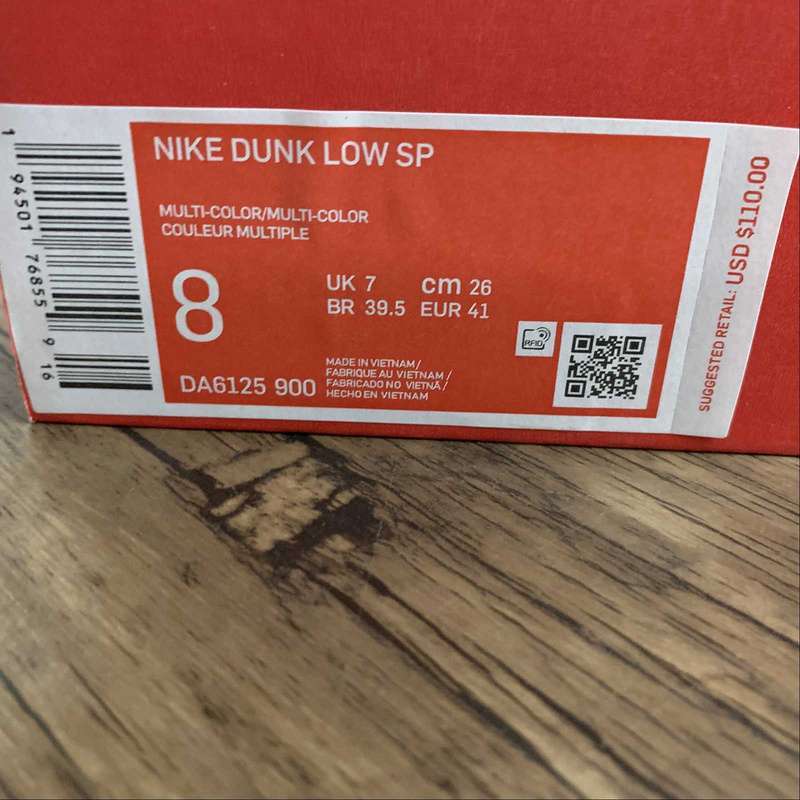 1 94501 76855 9 16
NIKE DUNK LOW SP
MULTI-COLOR/MULTI-COLOR
COULEUR MULTIPLE
8
UK 7 cm 26
BR 39.5 EUR 41
DA6125 900
MADE IN VIETNAM /
FABRIQUE AU VIETNAM /
FABRICADO NO VIETNÃ /
HECHO EN VIETNAM
RFID
SUGGESTED RETAIL: USD $110.00